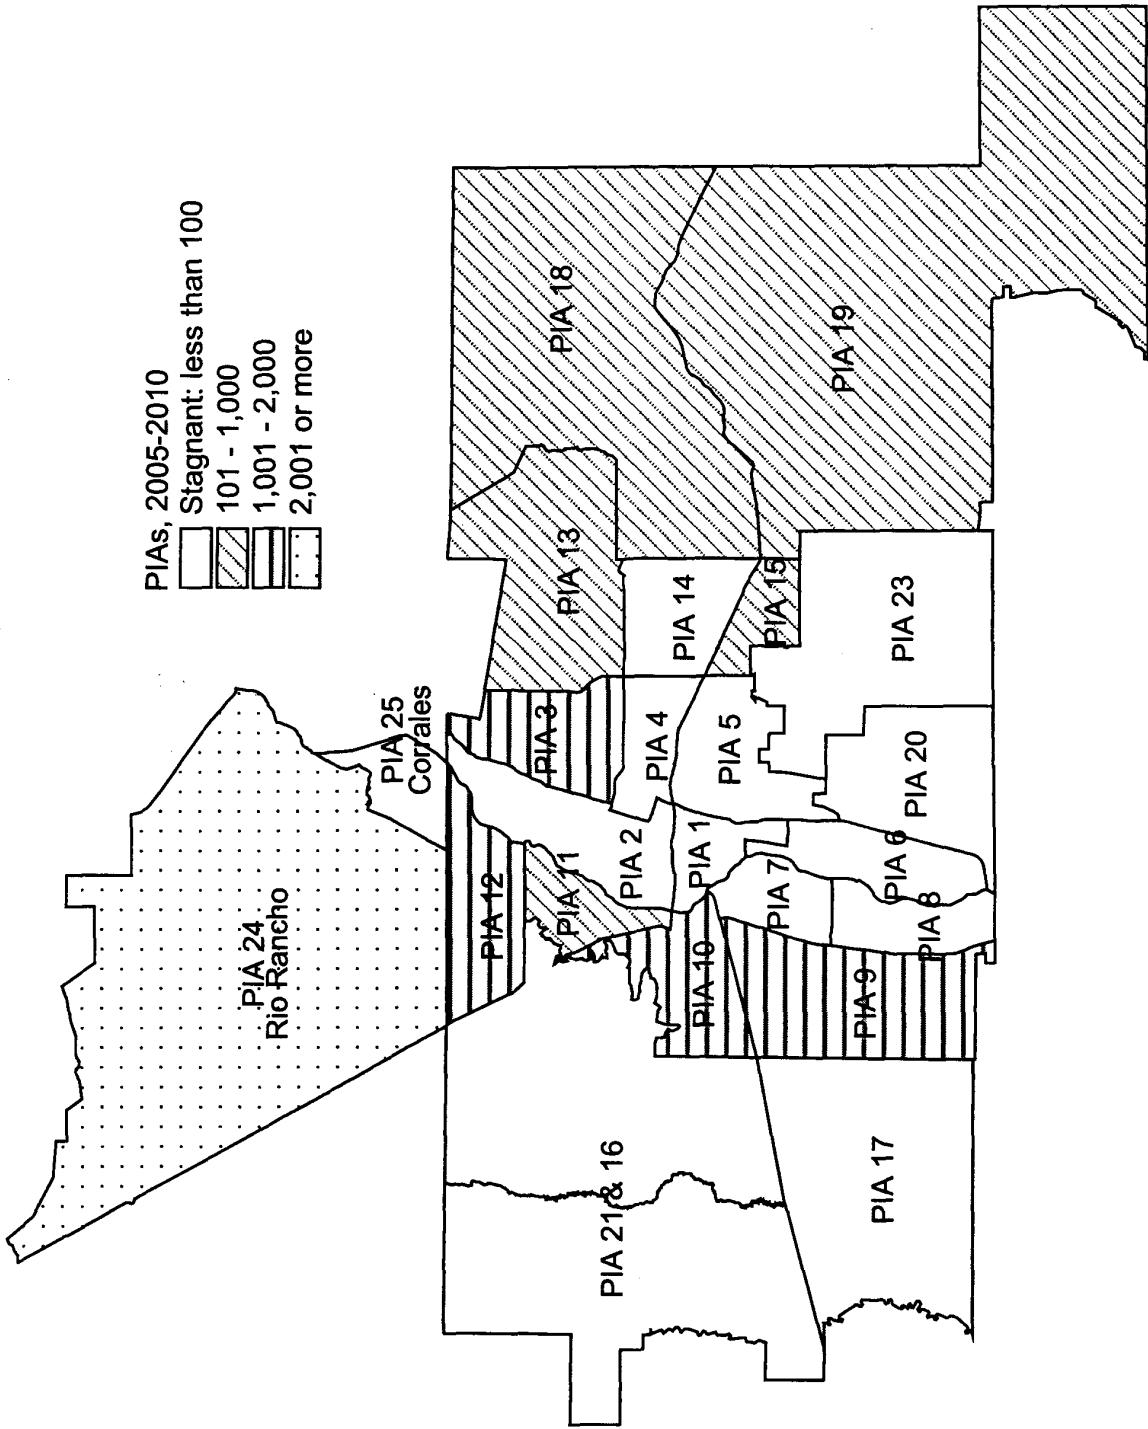 PIAs, 2005-2010
Stagnant: less than 100
101 - 1,000
1,001 - 2,000
2,001 or more
PIA 24
Rio Rancho
PIA 25
Corrales
PIA 12
PIA 3
PIA 13
PIA 18
PIA 11
PIA 2
PIA 4
PIA 14
PIA 21 & 16
PIA 10
PIA 1
PIA 5
PIA 15
PIA 19
PIA 7
PIA 9
PIA 17
PIA 8
PIA 6
PIA 20
PIA 23